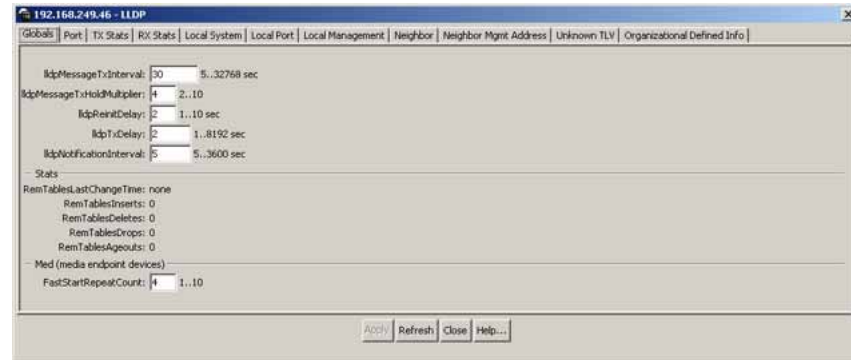 192.168.249.46 - LLDP
Globals Port TX Stats RX Stats Local System Local Port Local Management Neighbor Neighbor Mgmt Address Unknown TLV Organizational Defined Info
lldpMessageTxInterval: 30 5..32768 sec
lldpMessageTxHoldMultiplier: 4 2..10
lldpReinitDelay: 2 1..10 sec
lldpTxDelay: 2 1..8192 sec
lldpNotificationInterval: 5 5..3600 sec
Stats
RemTablesLastChangeTime: none
RemTablesInserts: 0
RemTablesDeletes: 0
RemTablesDrops: 0
RemTablesAgeouts: 0
Med (media endpoint devices)
FastStartRepeatCount: 4 1..10
Apply Refresh Close Help...